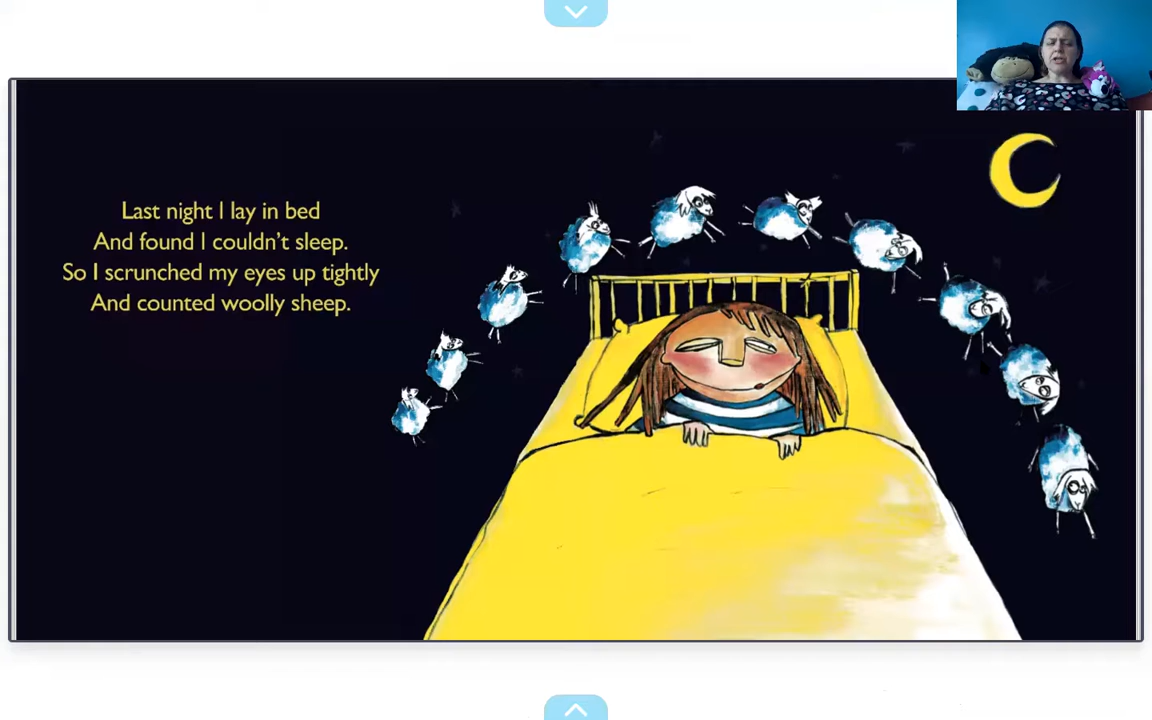 Last night I lay in bed
And found I couldn't sleep.
So I scrunched my eyes up tightly
And counted woolly sheep.